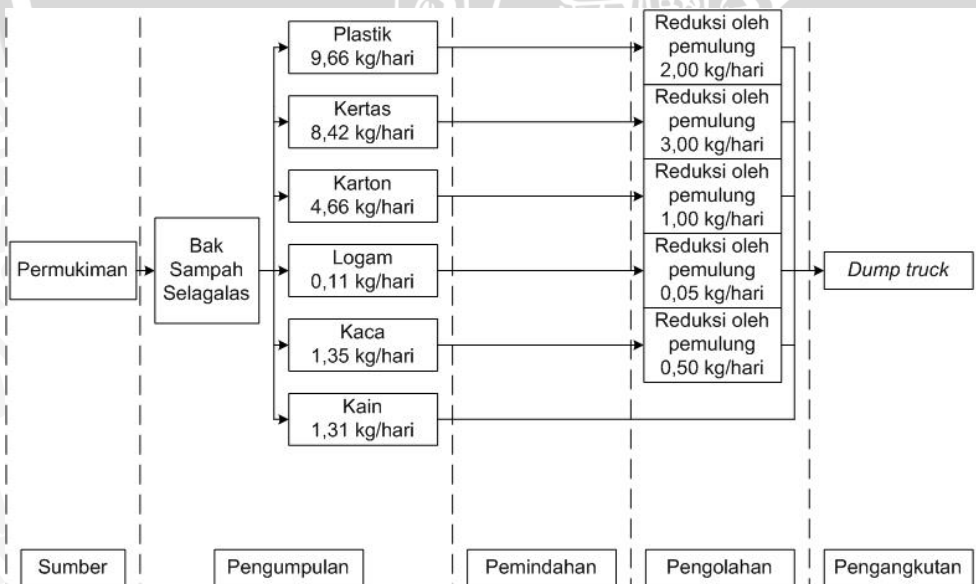 Plastik
9,66 kg/hari
Kertas
8,42 kg/hari
Karton
4,66 kg/hari
Logam
0,11 kg/hari
Kaca
1,35 kg/hari
Kain
1,31 kg/hari
Permukiman
Bak
Sampah
Selagalas
Reduksi oleh
pemulung
2,00 kg/hari
Reduksi oleh
pemulung
3,00 kg/hari
Reduksi oleh
pemulung
1,00 kg/hari
Reduksi oleh
pemulung
0,05 kg/hari
Reduksi oleh
pemulung
0,50 kg/hari
Dump truck
Sumber
Pengumpulan
Pemindahan
Pengolahan
Pengangkutan